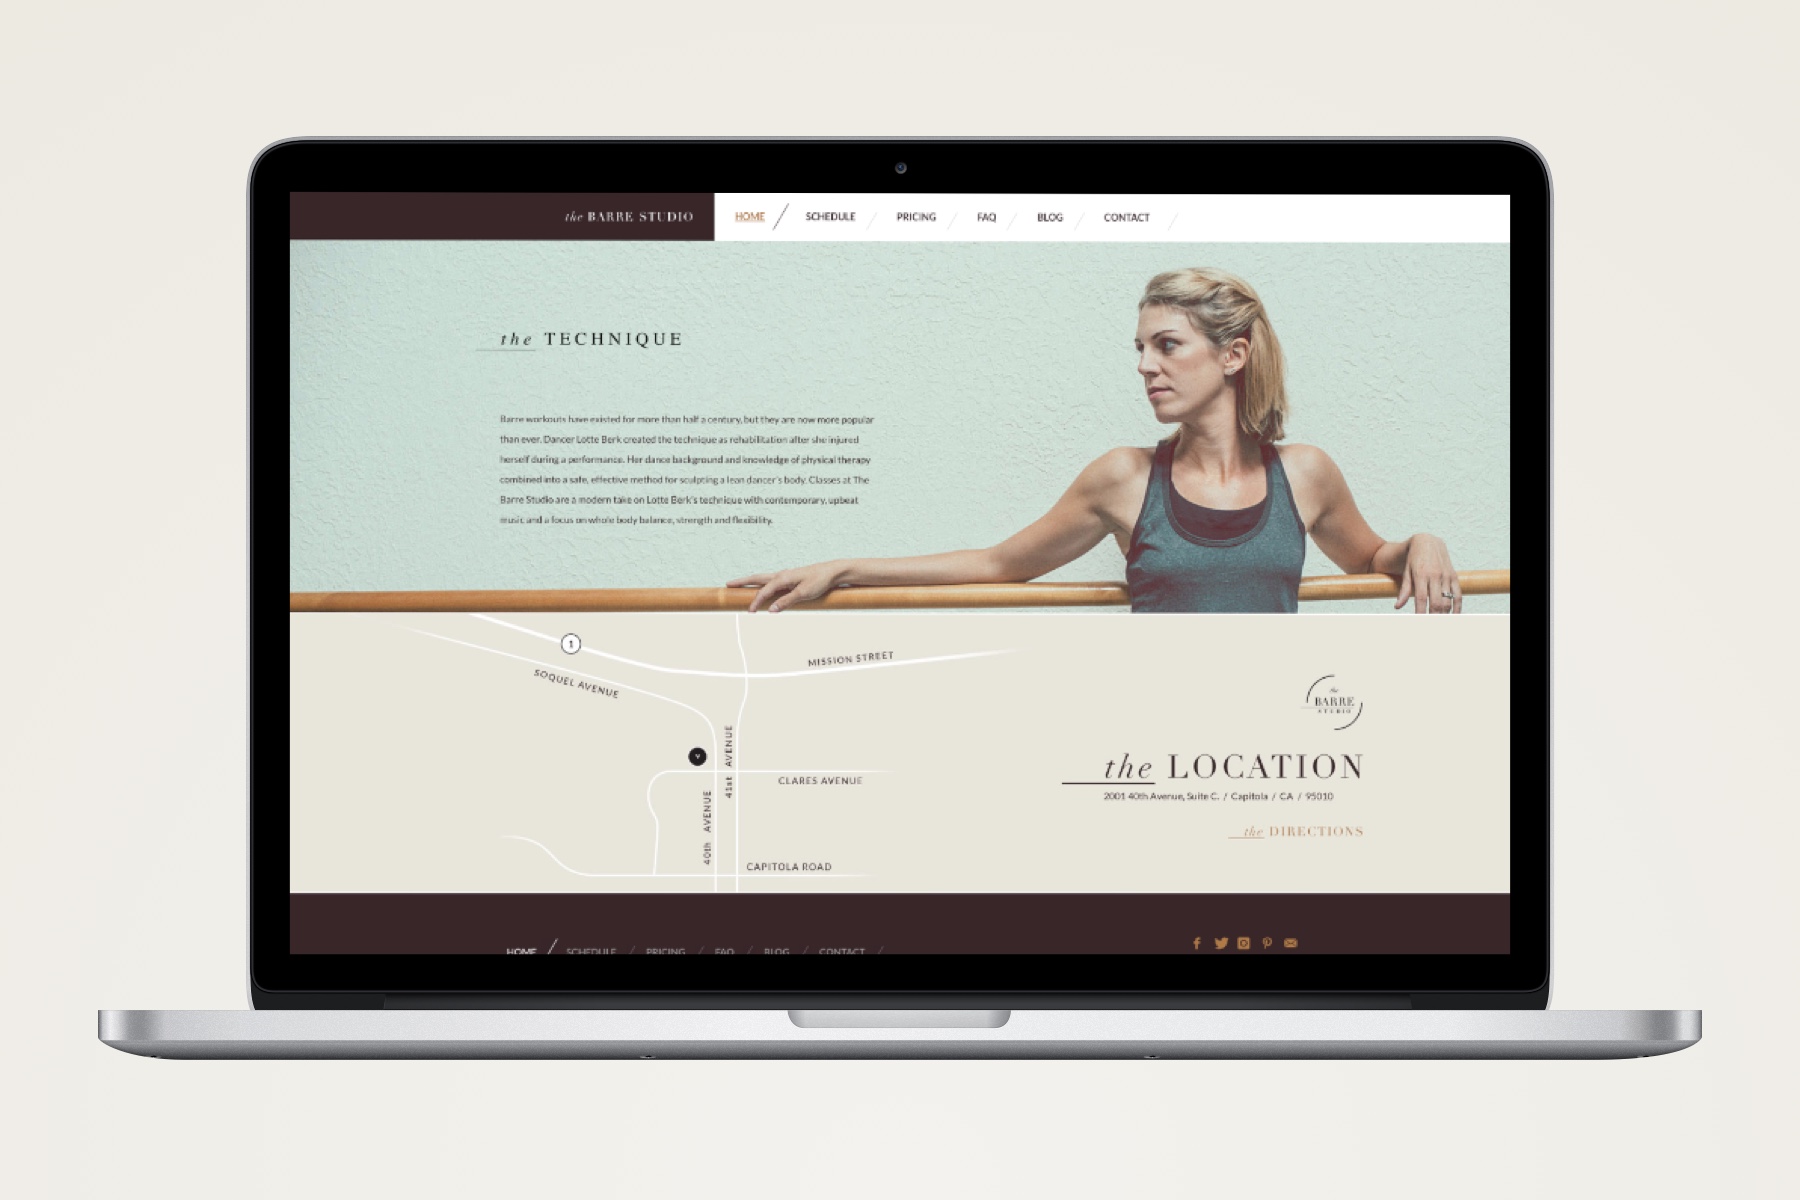 the BARRE STUDIO
HOME
SCHEDULE
PRICING
FAQ
BLOG
CONTACT
the TECHNIQUE
Barre workouts have existed for more than half a century, but they are now more popular
than ever. Dancer Lotte Berk created the technique as rehabilitation after she injured
herself during a performance. Her dance background and knowledge of physical therapy
combined into a safe, effective method for sculpting a lean dancer's body. Classes at The
Barre Studio are a modern take on Lotte Berk's technique with contemporary, upbeat
music and a focus on whole body balance, strength and flexibility.
1
MISSION STREET
SOQUEL AVENUE
41st AVENUE
CLARES AVENUE
40th AVENUE
CAPITOLA ROAD
the
BARRE
STUDIO
the LOCATION
2001 40th Avenue, Suite C. / Capitola / CA / 95010
the DIRECTIONS
HOME
SCHEDULE
PRICING
FAQ
BLOG
CONTACT